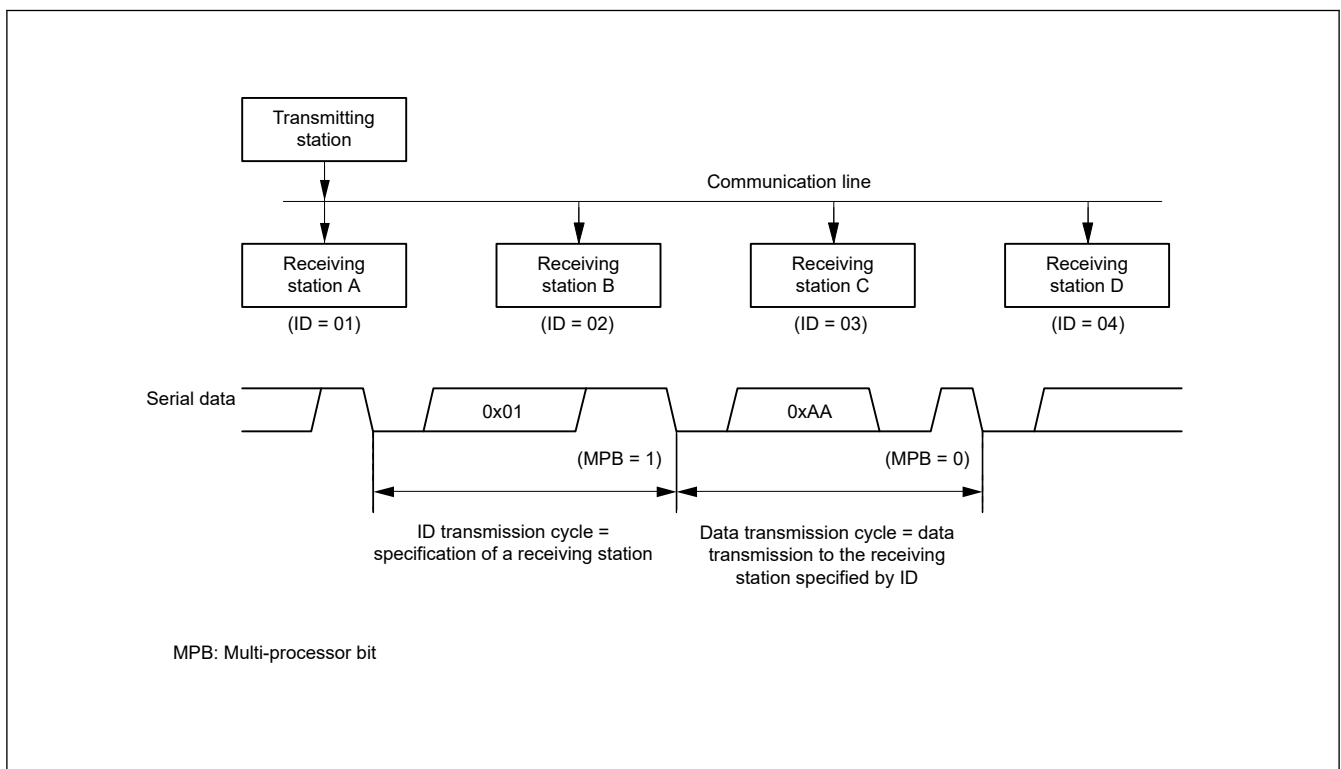 Transmitting
station
Communication line
Receiving
station A
Receiving
station B
Receiving
station C
Receiving
station D
(ID = 01)
(ID = 02)
(ID = 03)
(ID = 04)
Serial data
0x01
0xAA
(MPB = 1)
(MPB = 0)
ID transmission cycle =
specification of a receiving station
Data transmission cycle = data
transmission to the receiving
station specified by ID
MPB: Multi-processor bit